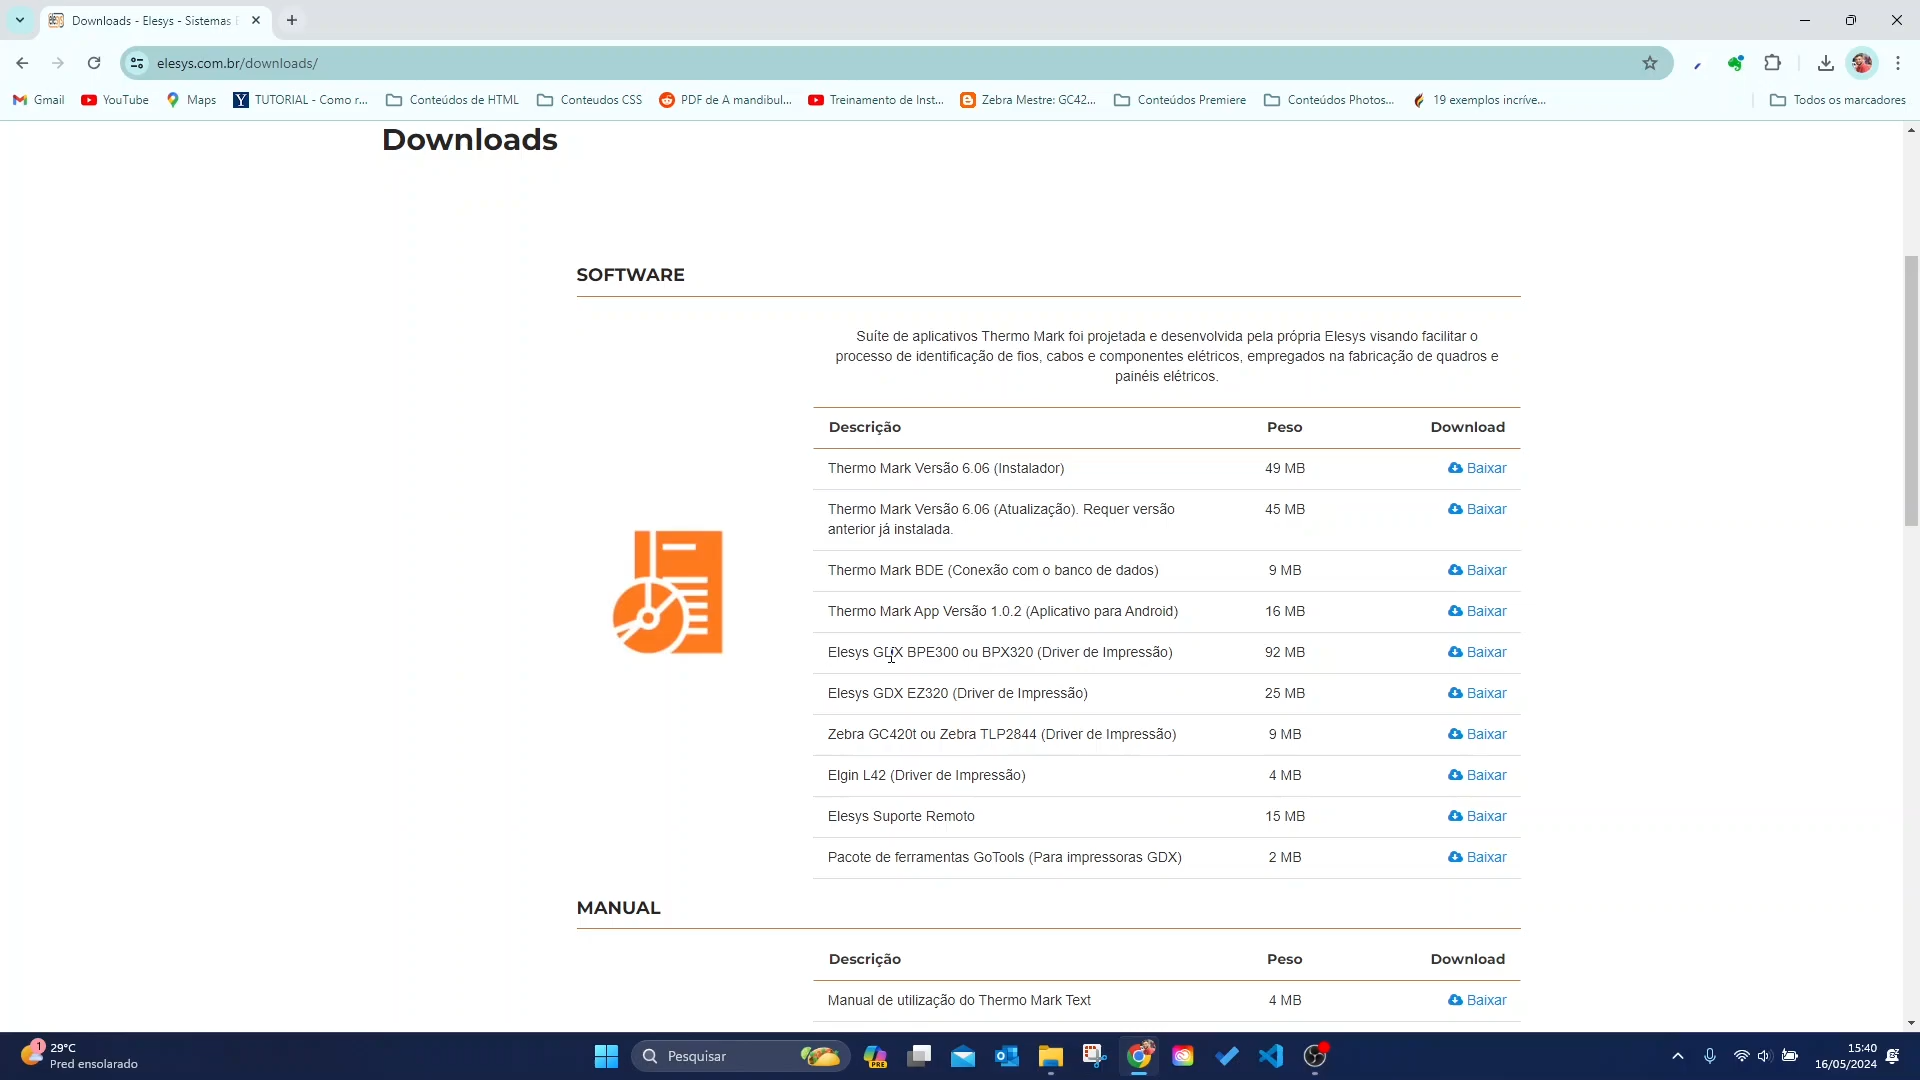 Downloads - Elesys - Sistemas
elesys.com.br/downloads/
Gmail
YouTube
Maps
TUTORIAL - Como r...
Conteúdos de HTML
Conteudos CSS
PDF de A mandibul...
Treinamento de Inst...
Zebra Mestre: GC42...
Conteúdos Premiere
Conteúdos Photos...
19 exemplos incríve...
Todos os marcadores
Downloads
SOFTWARE
Suíte de aplicativos Thermo Mark foi projetada e desenvolvida pela própria Elesys visando facilitar o
processo de identificação de fios, cabos e componentes elétricos, empregados na fabricação de quadros e
painéis elétricos.
Descrição Peso Download
Thermo Mark Versão 6.06 (Instalador) 49 MB Baixar
Thermo Mark Versão 6.06 (Atualização). Requer versão 45 MB Baixar
anterior já instalada.
Thermo Mark BDE (Conexão com o banco de dados) 9 MB Baixar
Thermo Mark App Versão 1.0.2 (Aplicativo para Android) 16 MB Baixar
Elesys GDX BPE300 ou BPX320 (Driver de Impressão) 92 MB Baixar
Elesys GDX EZ320 (Driver de Impressão) 25 MB Baixar
Zebra GC420t ou Zebra TLP2844 (Driver de Impressão) 9 MB Baixar
Elgin L42 (Driver de Impressão) 4 MB Baixar
Elesys Suporte Remoto 15 MB Baixar
Pacote de ferramentas GoTools (Para impressoras GDX) 2 MB Baixar
MANUAL
Descrição Peso Download
Manual de utilização do Thermo Mark Text 4 MB Baixar
1
29°C
Pred ensolarado
Pesquisar
PRE
15:40
16/05/2024